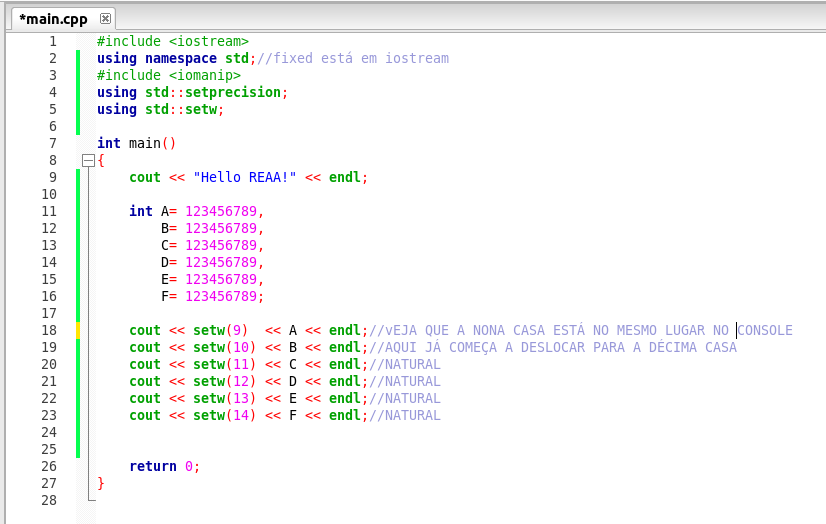 *main.cpp
1 #include <iostream>
2 using namespace std;//fixed está em iostream
3 #include <iomanip>
4 using std::setprecision;
5 using std::setw;
6
7 int main()
8 {
9 cout << "Hello REAA!" << endl;
10
11 int A= 123456789,
12 B= 123456789,
13 C= 123456789,
14 D= 123456789,
15 E= 123456789,
16 F= 123456789;
17
18 cout << setw(9)  << A << endl;//vEJA QUE A NONA CASA ESTÁ NO MESMO LUGAR NO CONSOLE
19 cout << setw(10) << B << endl;//AQUI JÁ COMEÇA A DESLOCAR PARA A DÉCIMA CASA
20 cout << setw(11) << C << endl;//NATURAL
21 cout << setw(12) << D << endl;//NATURAL
22 cout << setw(13) << E << endl;//NATURAL
23 cout << setw(14) << F << endl;//NATURAL
24
25
26 return 0;
27 }
28